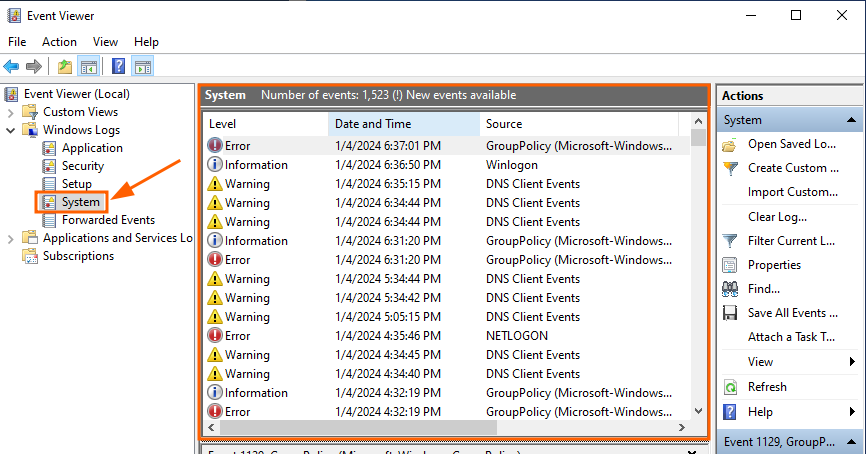 Event Viewer
File Action View Help
Event Viewer (Local)
Custom Views
Windows Logs
Application
Security
Setup
System
Forwarded Events
Applications and Services Lo
Subscriptions
System Number of events: 1,523 (!) New events available
Level Date and Time Source
Error 1/4/2024 6:37:01 PM GroupPolicy (Microsoft-Windows...
Information 1/4/2024 6:36:50 PM Winlogon
Warning 1/4/2024 6:35:15 PM DNS Client Events
Warning 1/4/2024 6:34:44 PM DNS Client Events
Warning 1/4/2024 6:34:44 PM DNS Client Events
Information 1/4/2024 6:31:20 PM GroupPolicy (Microsoft-Windows...
Error 1/4/2024 6:31:20 PM GroupPolicy (Microsoft-Windows...
Warning 1/4/2024 5:34:44 PM DNS Client Events
Warning 1/4/2024 5:34:42 PM DNS Client Events
Warning 1/4/2024 5:05:15 PM DNS Client Events
Error 1/4/2024 4:35:46 PM NETLOGON
Warning 1/4/2024 4:34:45 PM DNS Client Events
Warning 1/4/2024 4:34:40 PM DNS Client Events
Information 1/4/2024 4:32:19 PM GroupPolicy (Microsoft-Windows...
Error 1/4/2024 4:32:19 PM GroupPolicy (Microsoft-Windows...
Event 1129, GroupPolicy (Microsoft-Windows-GroupPolicy)
Actions
System
Open Saved Lo...
Create Custom ...
Import Custom...
Clear Log...
Filter Current L...
Properties
Find...
Save All Events ...
Attach a Task T...
View
Refresh
Help
Event 1129, GroupP...